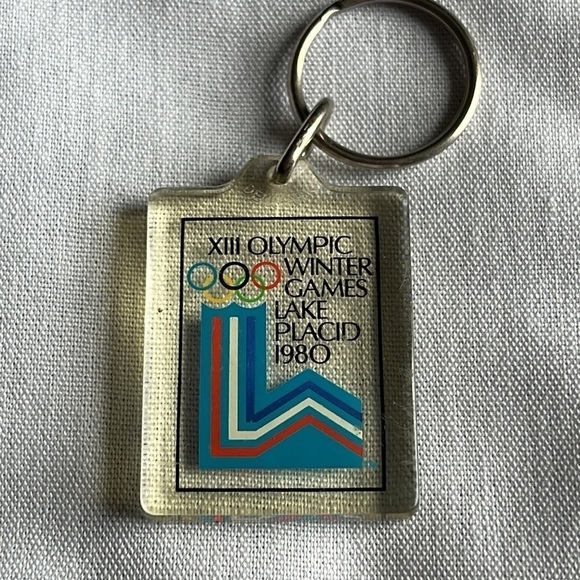 XIII OLYMPIC
WINTER
GAMES
LAKE
PLACID
1980